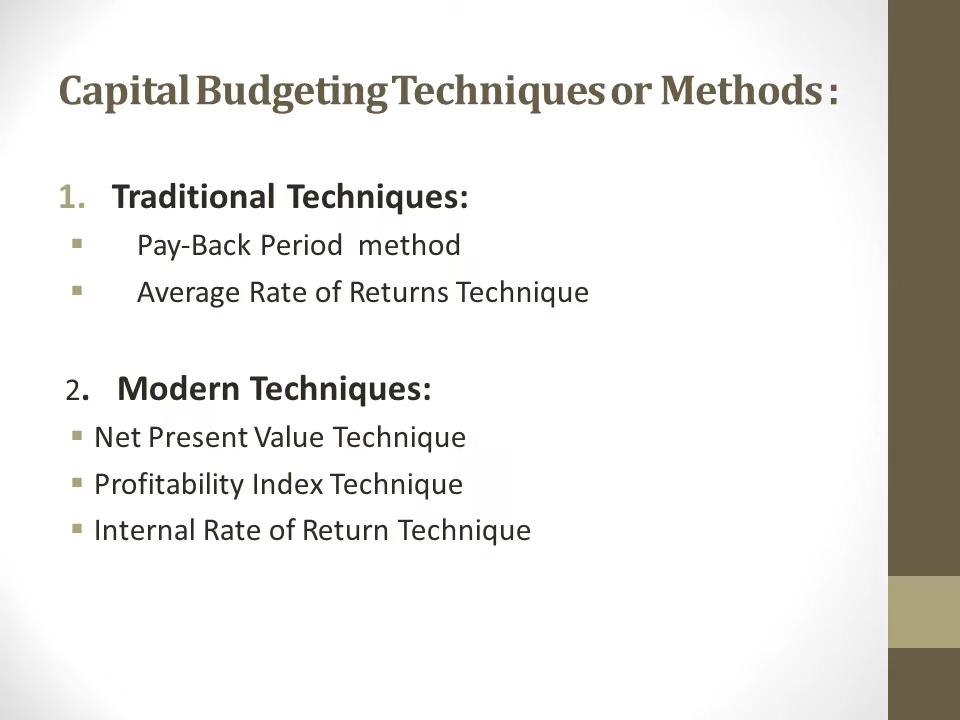 Capital Budgeting Techniques or Methods :
1. Traditional Techniques:
▪ Pay-Back Period method
▪ Average Rate of Returns Technique
2. Modern Techniques:
▪ Net Present Value Technique
▪ Profitability Index Technique
▪ Internal Rate of Return Technique